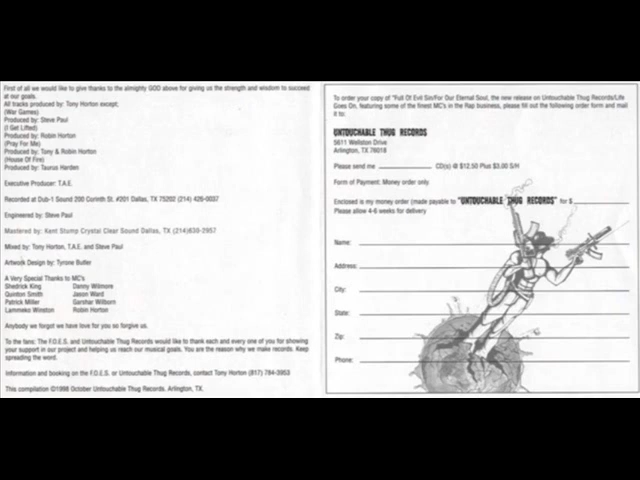 First of all we would like to give thanks to the almighty GOD above for giving us the strength and wisdom to succeed
at our goals.
All tracks produced by: Tony Horton except;
(War Games)
Produced by: Steve Paul
(I Get Lifted)
Produced by: Robin Horton
(Pray For Me)
Produced by: Tony & Robin Horton
(House Of Fire)
Produced by: Taurus Harden
Executive Producer: T.A.E.
Recorded at Dub-1 Sound 200 Corinth St. #201 Dallas, TX 75202 (214) 426-0037
Engineered by: Steve Paul
Mastered by: Kent Stump Crystal Clear Sound Dallas, TX (214)630-2957
Mixed by: Tony Horton, T.A.E. and Steve Paul
Artwork Design by: Tyrone Butler
A Very Special Thanks to MC's
Shedrick King Danny Wilmore
Quinton Smith Jason Ward
Patrick Miller Garshar Wilborn
Lammeko Winston Robin Horton
Anybody we forgot we have love for you so forgive us.
To the fans: The F.O.E.S. and Untouchable Thug Records would like to thank each and every one of you for showing
your support in our project and helping us reach our musical goals. You are the reason why we make records. Keep
spreading the word.
Information and booking on the F.O.E.S. or Untouchable Thug Records, contact Tony Horton (817) 784-3953
This compilation ©1998 October Untouchable Thug Records. Arlington, TX.
To order your copy of "Full Of Evil Sin/For Our Eternal Soul, the new release on Untouchable Thug Records/Life
Goes On, featuring some of the finest MC's in the Rap business, please fill out the following order form and mail
it to:
UNTOUCHABLE THUG RECORDS
5611 Wellston Drive
Arlington, TX 76018
Please send me CD(s) @ $12.50 Plus $3.00 S/H
Form of Payment: Money order only
Enclosed is my money order (made payable to "UNTOUCHABLE THUG RECORDS" for $
Please allow 4-6 weeks for delivery
Name:
Address:
City:
State:
Zip:
Phone: